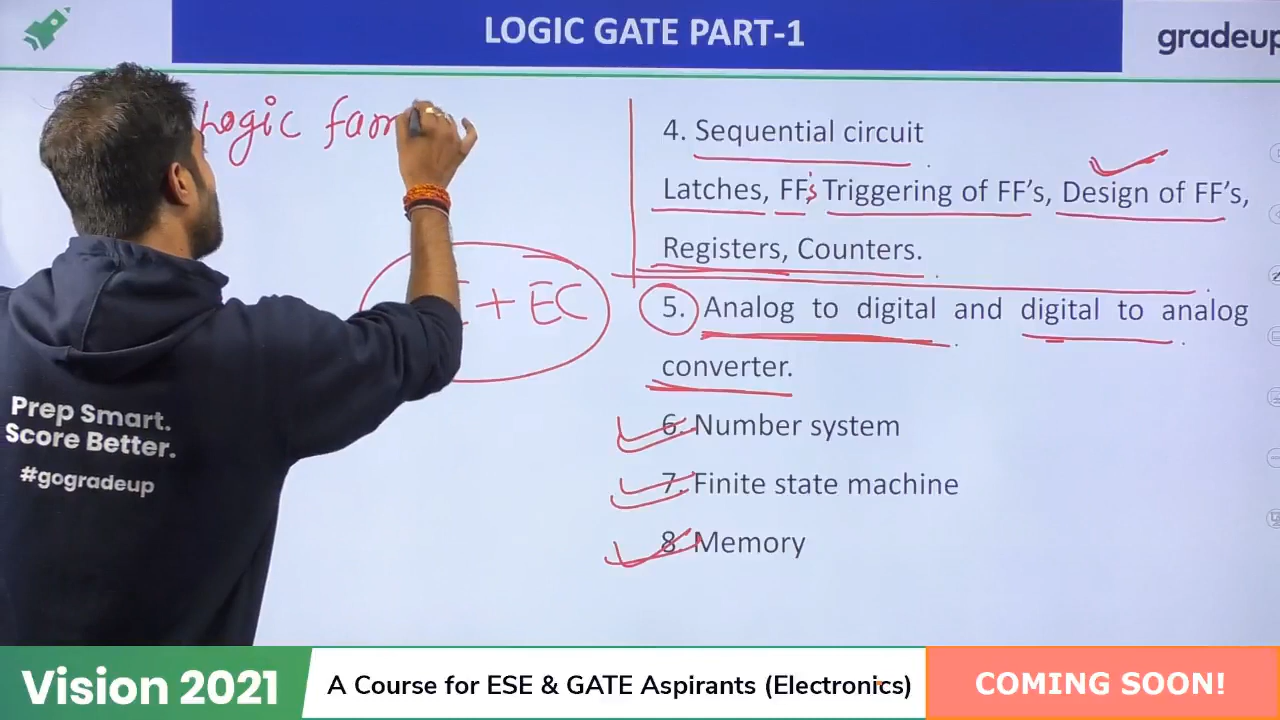 LOGIC GATE PART-1
gradeup
Logic fam
+ EC
4. Sequential circuit
Latches, FF's Triggering of FF's, Design of FF's,
Registers, Counters.
5. Analog to digital and digital to analog
converter.
6. Number system
7. Finite state machine
8. Memory
Prep Smart.
Score Better.
#gogradeup
Vision 2021
A Course for ESE & GATE Aspirants (Electronics)
COMING SOON!